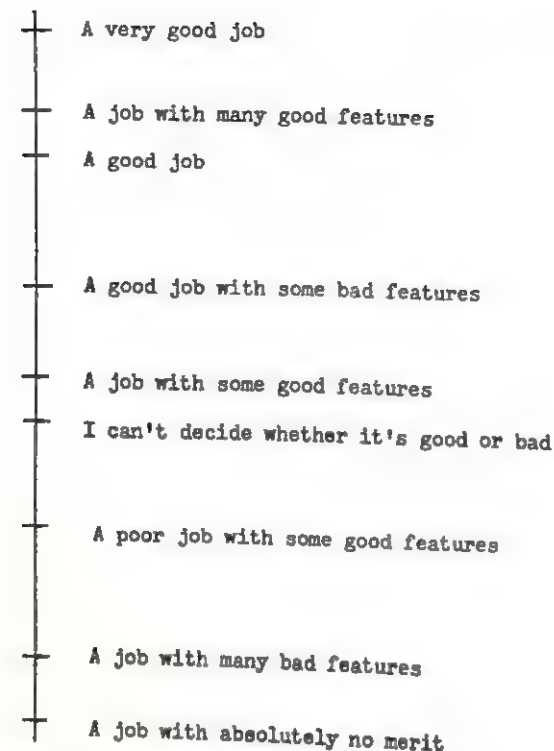 A very good job
A job with many good features
A good job
A good job with some bad features
A job with some good features
I can't decide whether it's good or bad
A poor job with some good features
A job with many bad features
A job with absolutely no merit